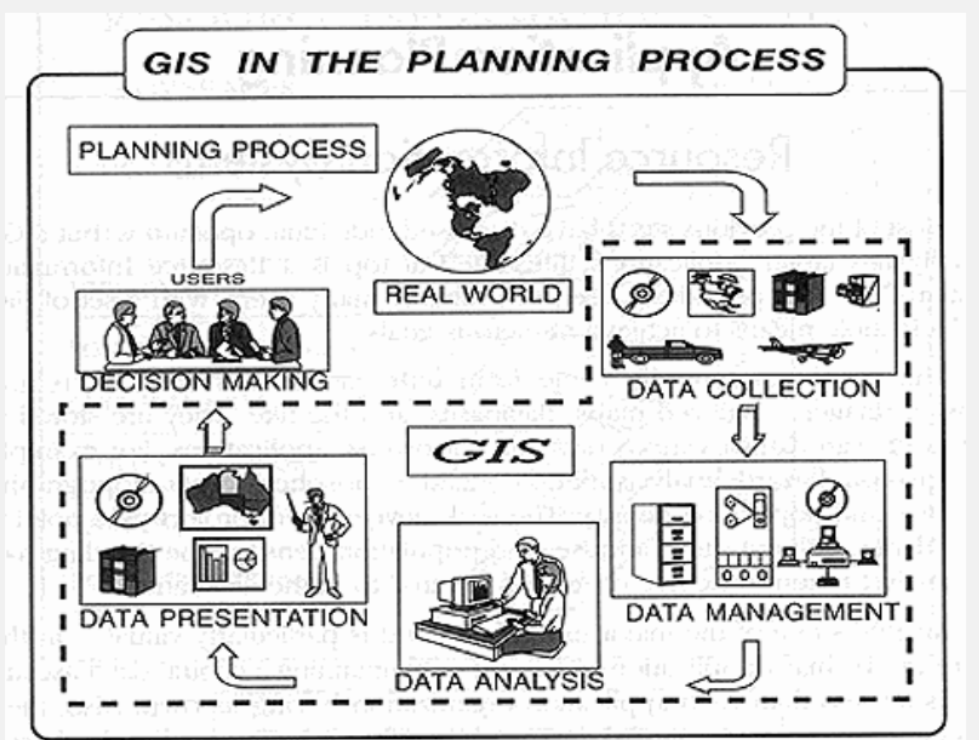 GIS IN THE PLANNING PROCESS
PLANNING PROCESS
REAL WORLD
USERS
DECISION MAKING
DATA COLLECTION
GIS
DATA PRESENTATION
DATA MANAGEMENT
DATA ANALYSIS